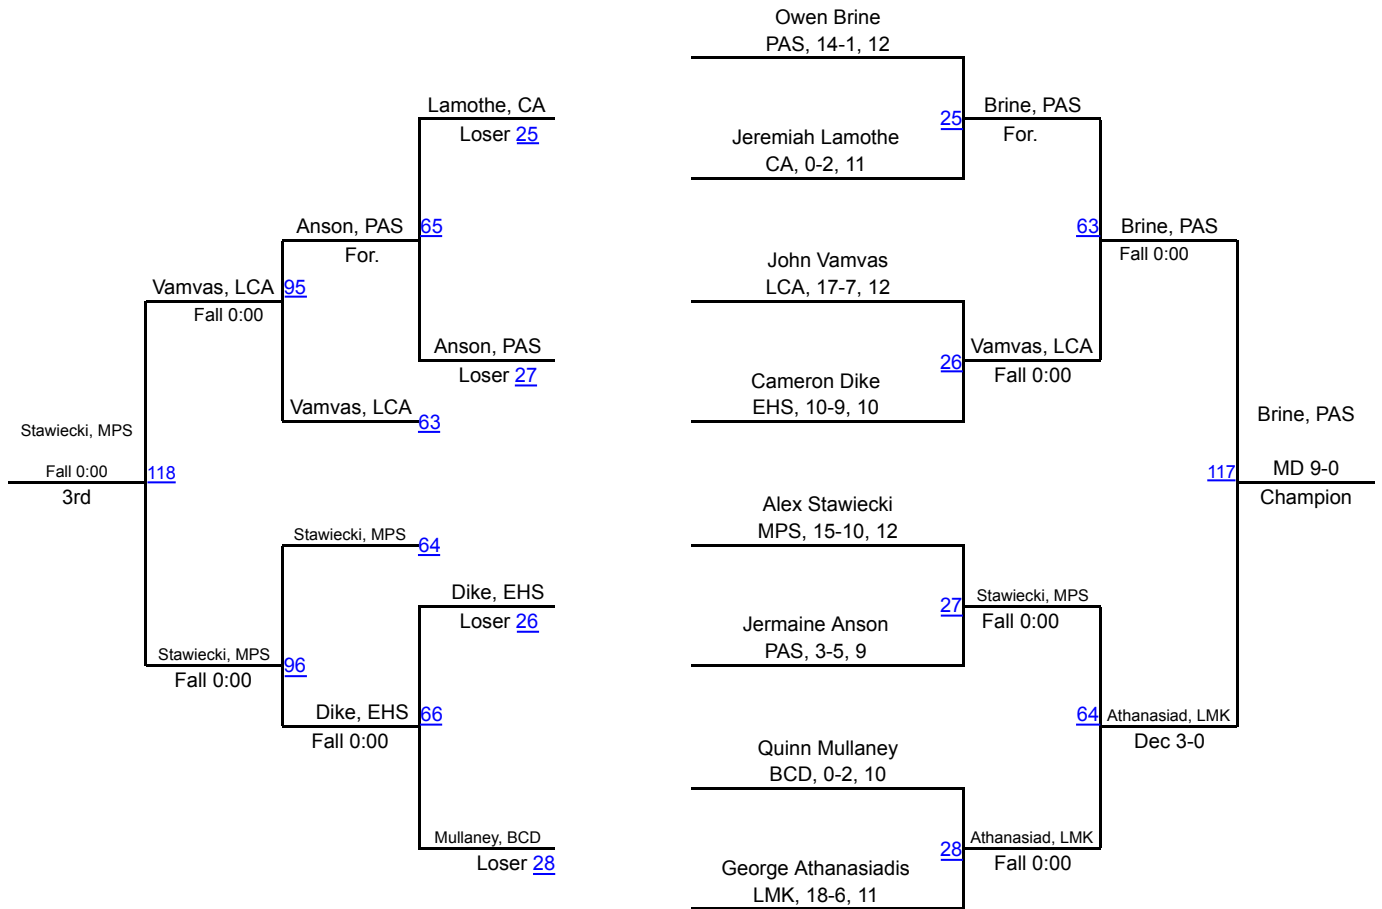 Owen Brine
PAS, 14-1, 12
Lamothe, CA
Loser 25
25
Brine, PAS
For.
Jeremiah Lamothe
CA, 0-2, 11
Anson, PAS
For.
65
63
Brine, PAS
Fall 0:00
John Vamvas
LCA, 17-7, 12
Vamvas, LCA
Fall 0:00
95
Anson, PAS
Loser 27
26
Vamvas, LCA
Fall 0:00
Cameron Dike
EHS, 10-9, 10
Vamvas, LCA
63
Stawiecki, MPS
Fall 0:00
3rd
118
Brine, PAS
117
MD 9-0
Champion
Alex Stawiecki
MPS, 15-10, 12
Stawiecki, MPS
64
Dike, EHS
Loser 26
27
Stawiecki, MPS
Fall 0:00
Jermaine Anson
PAS, 3-5, 9
Stawiecki, MPS
Fall 0:00
96
Dike, EHS
Fall 0:00
66
64
Athanasiad, LMK
Dec 3-0
Quinn Mullaney
BCD, 0-2, 10
Mullaney, BCD
Loser 28
28
Athanasiad, LMK
Fall 0:00
George Athanasiadis
LMK, 18-6, 11